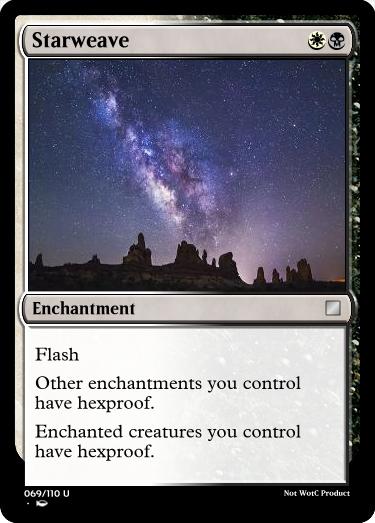 Starweave
Enchantment
Flash
Other enchantments you control
have hexproof.
Enchanted creatures you control
have hexproof.
069/110 U
Not WotC Product